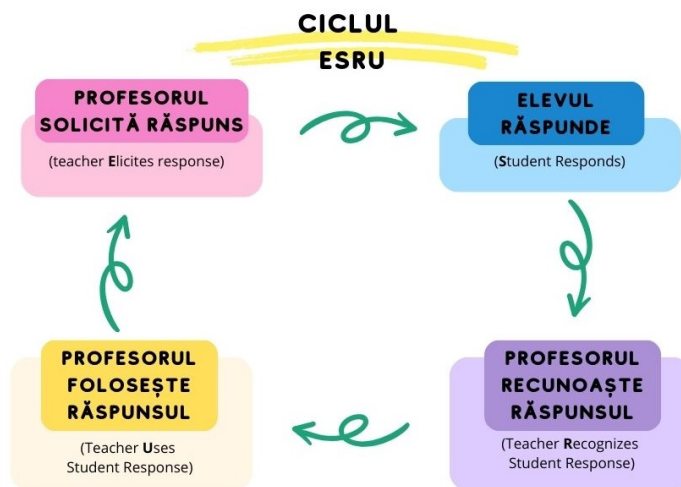 CICLUL
ESRU
PROFESORUL
SOLICITĂ RĂSPUNS
(teacher Elicites response)
ELEVUL
RĂSPUNDE
(Student Responds)
PROFESORUL
FOLOSEȘTE
RĂSPUNSUL
(Teacher Uses
Student Response)
PROFESORUL
RECUNOAȘTE
RĂSPUNSUL
(Teacher Recognizes
Student Response)